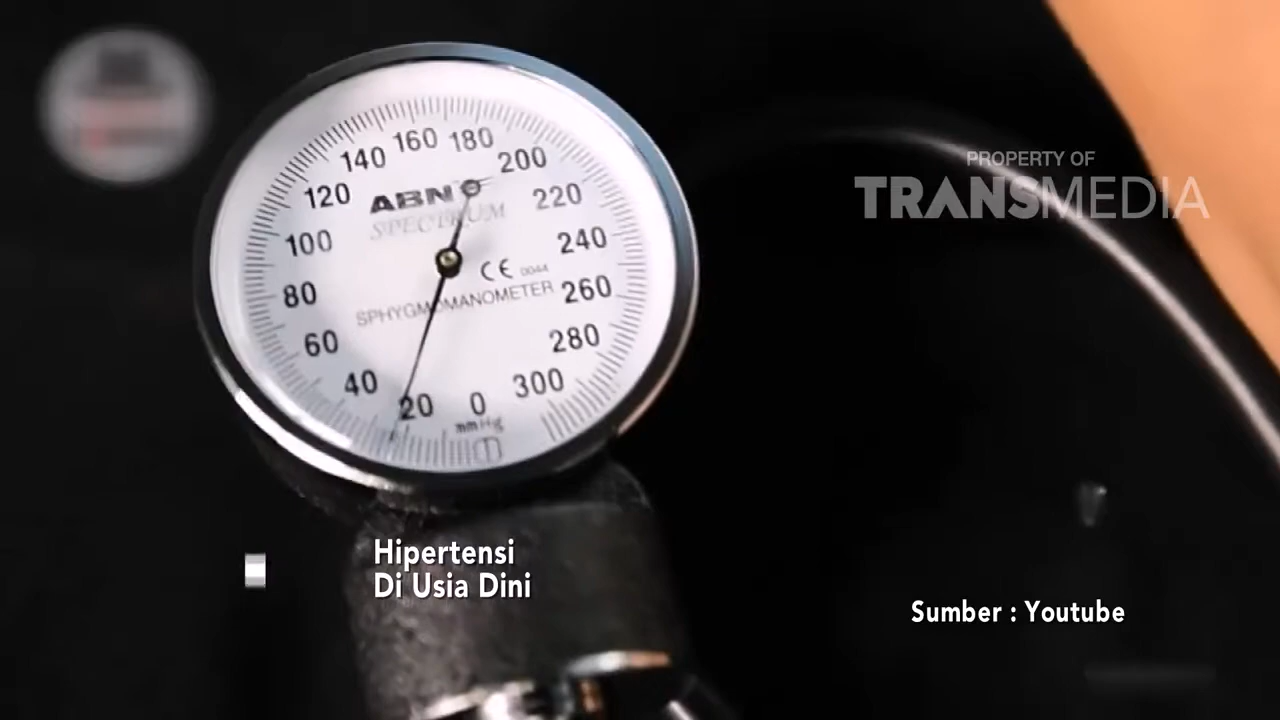 PROPERTY OF
TRANSMEDIA
160
180
140
200
120
ABN
220
SPECTRUM
100
240
CE 0044
80
SPHYGMOMANOMETER
260
60
280
40
300
20
0
mmHg
Hipertensi
Di Usia Dini
Sumber : Youtube